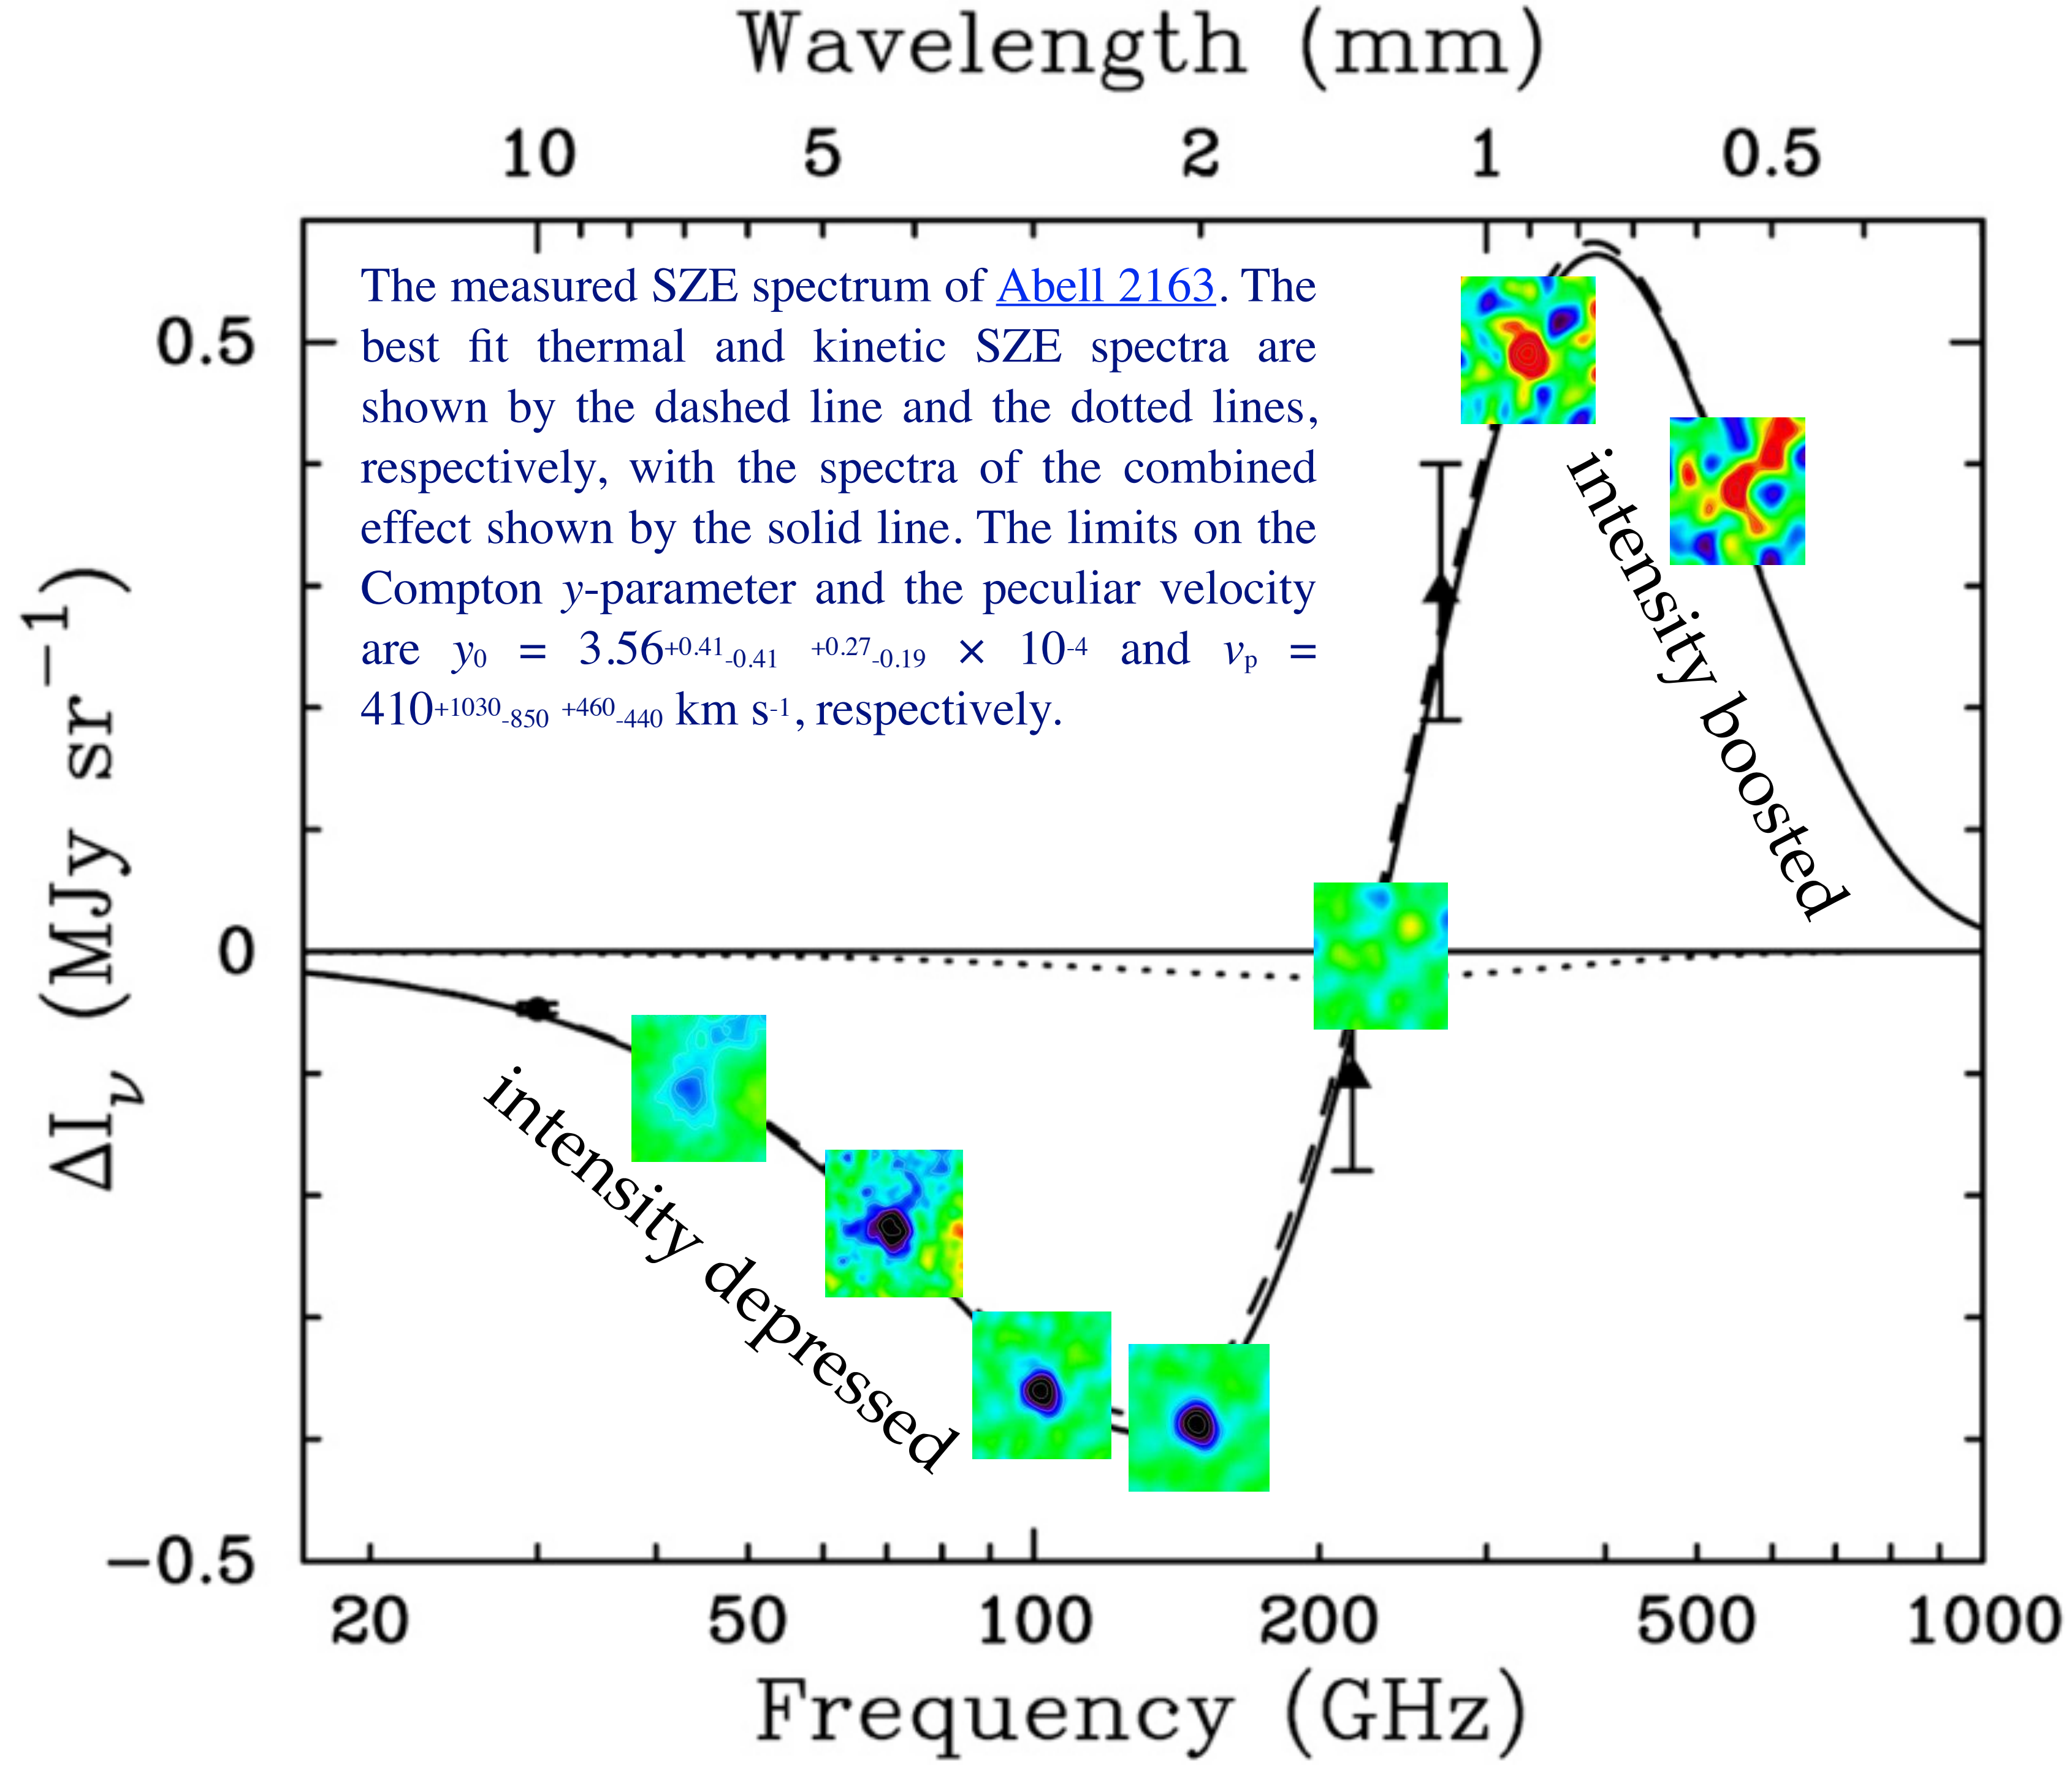 Wavelength (mm)
10 5 2 1 0.5
The measured SZE spectrum of Abell 2163. The
best fit thermal and kinetic SZE spectra are
shown by the dashed line and the dotted lines,
respectively, with the spectra of the combined
effect shown by the solid line. The limits on the
Compton y-parameter and the peculiar velocity
are y0 = 3.56+0.41-0.41 +0.27-0.19 × 10-4 and vp =
410+1030-850 +460-440 km s-1, respectively.
intensity boosted
intensity depressed
0.5
0
−0.5
ΔIν (MJy sr−1)
20 50 100 200 500 1000
Frequency (GHz)